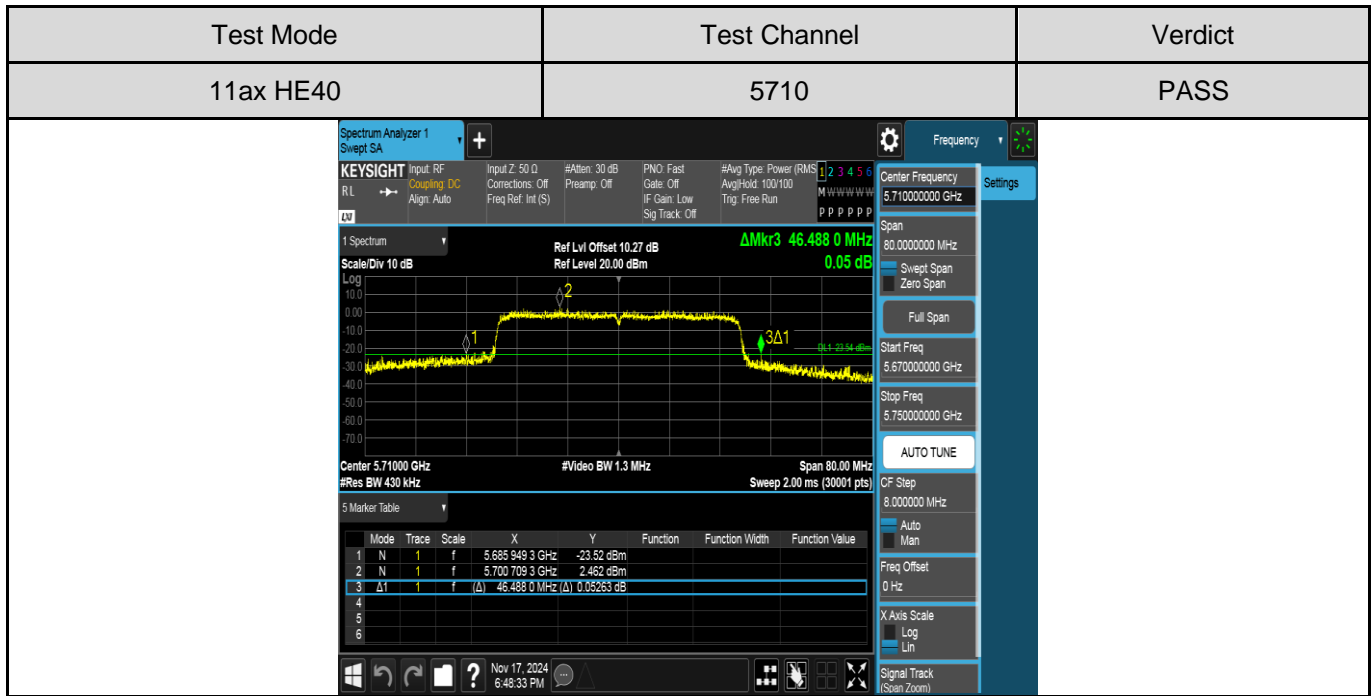 Test Mode Test Channel Verdict
11ax HE40 5710 PASS
Spectrum Analyzer 1
Swept SA
+
Frequency
KEYSIGHT Input: RF Input Z: 50 Ω #Atten: 30 dB PNO: Fast #Avg Type: Power (RMS 1 2 3 4 5 6
RL Coupling: DC Corrections: Off Preamp: Off Gate: Off Avg|Hold: 100/100 M W W W W W
Align: Auto Freq Ref: Int (S) IF Gain: Low Trig: Free Run
LXI Sig Track: Off P P P P P P
1 Spectrum Ref Lvl Offset 10.27 dB ΔMkr3 46.488 0 MHz
Scale/Div 10 dB Ref Level 20.00 dBm 0.05 dB
Log
10.0
0.00
-10.0
-20.0
-30.0
-40.0
-50.0
-60.0
-70.0
1
2
3Δ1
DL1 -23.54 dBm
Center 5.71000 GHz #Video BW 1.3 MHz Span 80.00 MHz
#Res BW 430 kHz Sweep 2.00 ms (30001 pts)
5 Marker Table
Mode Trace Scale X Y Function Function Width Function Value
1 N 1 f 5.685 949 3 GHz -23.52 dBm
2 N 1 f 5.700 709 3 GHz 2.462 dBm
3 Δ1 1 f (Δ) 46.488 0 MHz (Δ) 0.05263 dB
4
5
6
?
Nov 17, 2024
6:48:33 PM
Center Frequency
5.710000000 GHz
Settings
Span
80.0000000 MHz
Swept Span
Zero Span
Full Span
Start Freq
5.670000000 GHz
Stop Freq
5.750000000 GHz
AUTO TUNE
CF Step
8.000000 MHz
Auto
Man
Freq Offset
0 Hz
X Axis Scale
Log
Lin
Signal Track
(Span Zoom)